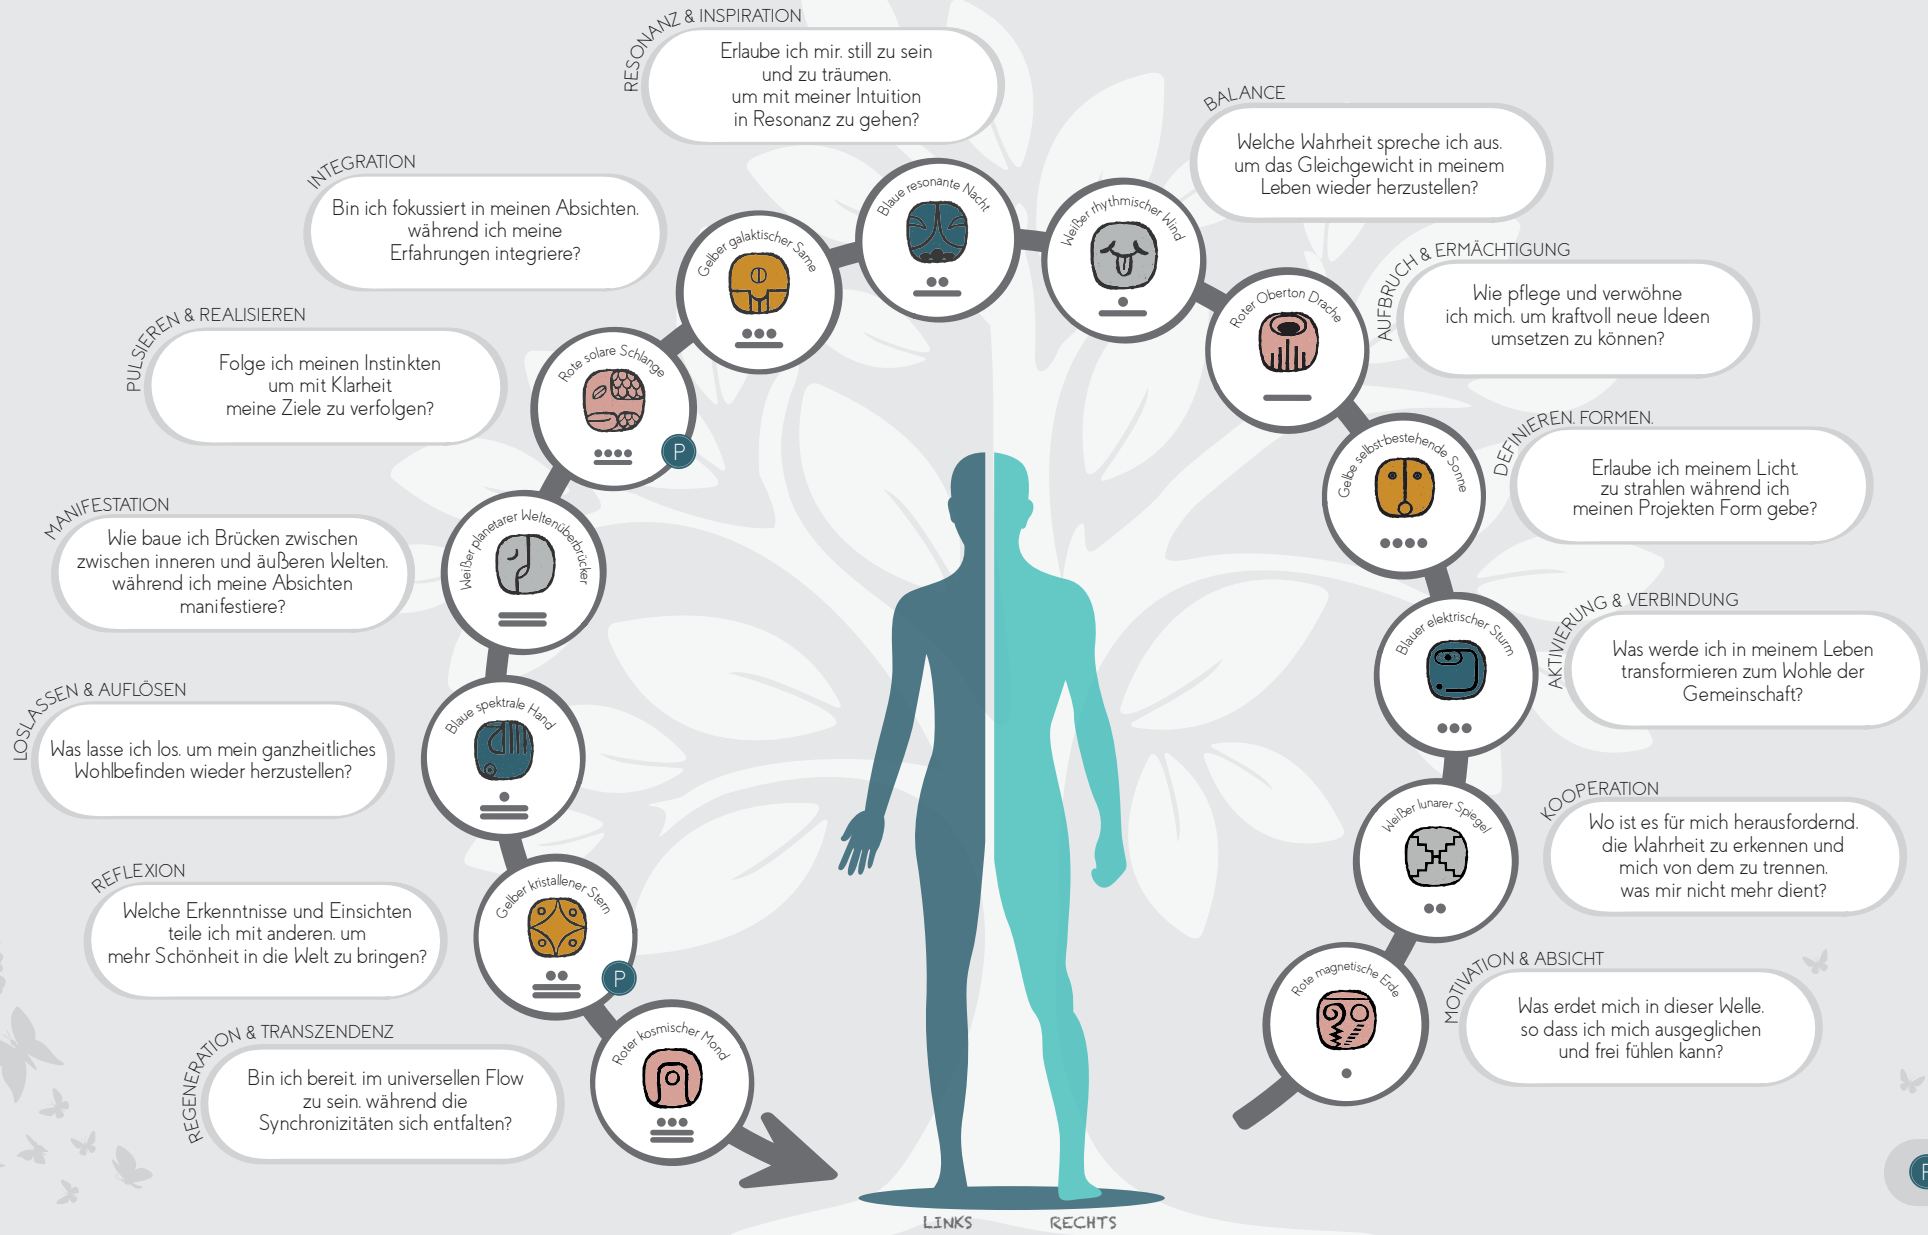 RESONANZ & INSPIRATION
Erlaube ich mir. still zu sein
und zu träumen.
um mit meiner Intuition
in Resonanz zu gehen?
Blaue resonante Nacht
BALANCE
Welche Wahrheit spreche ich aus.
um das Gleichgewicht in meinem
Leben wieder herzustellen?
Weißer rhythmischer Wind
INTEGRATION
Bin ich fokussiert in meinen Absichten.
während ich meine
Erfahrungen integriere?
Gelber galaktischer Same
AUFBRUCH & ERMÄCHTIGUNG
Wie pflege und verwöhne
ich mich. um kraftvoll neue Ideen
umsetzen zu können?
Roter Oberton Drache
PULSIEREN & REALISIEREN
Folge ich meinen Instinkten
um mit Klarheit
meine Ziele zu verfolgen?
Rote solare Schlange
P
DEFINIEREN. FORMEN.
Erlaube ich meinem Licht.
zu strahlen während ich
meinen Projekten Form gebe?
Gelbe selbst-bestehende Sonne
MANIFESTATION
Wie baue ich Brücken zwischen
zwischen inneren und äußeren Welten.
während ich meine Absichten
manifestiere?
Weißer planetarer Weltenüberbrücker
AKTIVIERUNG & VERBINDUNG
Was werde ich in meinem Leben
transformieren zum Wohle der
Gemeinschaft?
Blauer elektrischer Sturm
LOSLASSEN & AUFLÖSEN
Was lasse ich los. um mein ganzheitliches
Wohlbefinden wieder herzustellen?
Blaue spektrale Hand
KOOPERATION
Wo ist es für mich herausfordernd.
die Wahrheit zu erkennen und
mich von dem zu trennen.
was mir nicht mehr dient?
Weißer lunarer Spiegel
REFLEXION
Welche Erkenntnisse und Einsichten
teile ich mit anderen. um
mehr Schönheit in die Welt zu bringen?
Gelber kristallener Stern
P
MOTIVATION & ABSICHT
Was erdet mich in dieser Welle.
so dass ich mich ausgeglichen
und frei fühlen kann?
Rote magnetische Erde
REGENERATION & TRANSZENDENZ
Bin ich bereit. im universellen Flow
zu sein. während die
Synchronizitäten sich entfalten?
Roter kosmischer Mond
P
LINKS
RECHTS